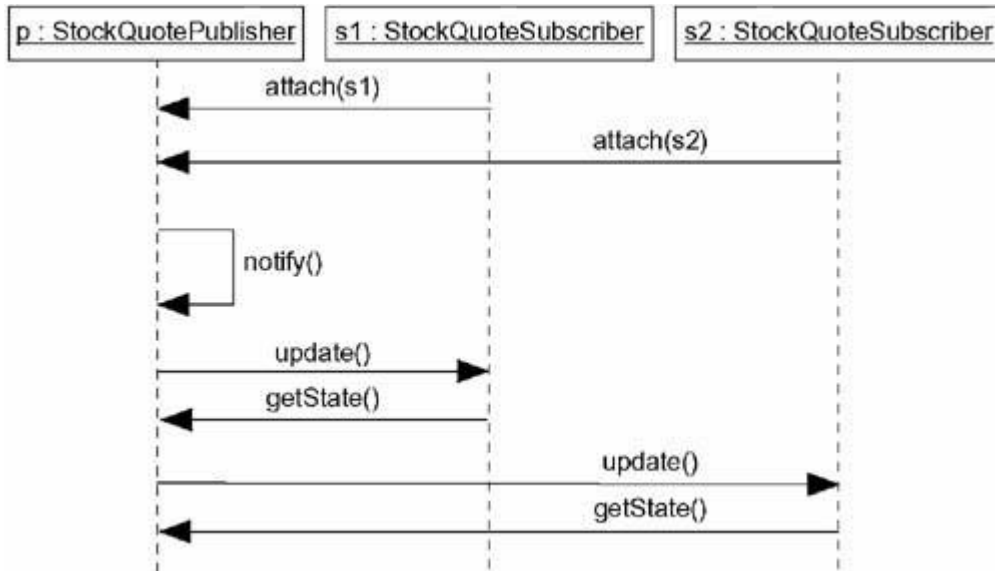 p : StockQuotePublisher
s1 : StockQuoteSubscriber
s2 : StockQuoteSubscriber
attach(s1)
attach(s2)
notify()
update()
getState()
update()
getState()